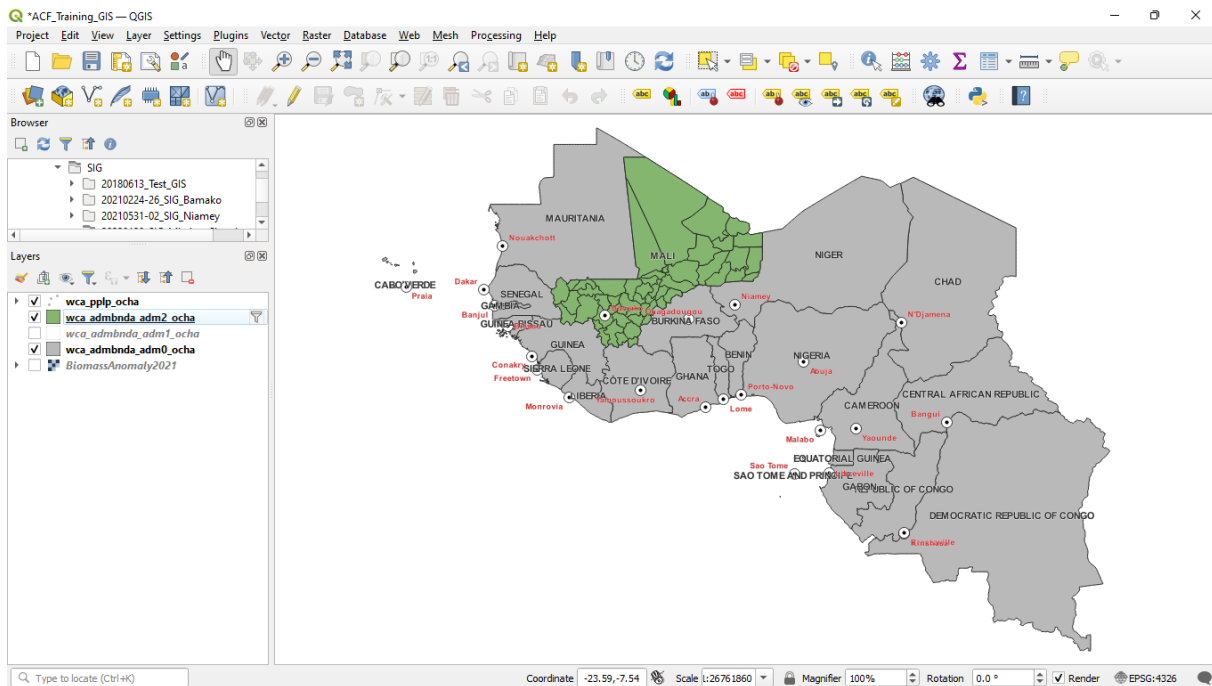 *ACF_Training_GIS — QGIS
Project Edit View Layer Settings Plugins Vector Raster Database Web Mesh Processing Help
Browser
SIG
20180613_Test_GIS
20210224-26_SIG_Bamako
20210531-02_SIG_Niamey
Layers
wca_pplp_ocha
wca_admbnda_adm2_ocha
wca_admbnda_adm1_ocha
wca_admbnda_adm0_ocha
BiomassAnomaly2021
MAURITANIA
Nouakchott
MALI
NIGER
CHAD
CABO VERDE
Praia
Dakar
SENEGAL
GAMBIA
Banjul
GUINEA-BISSAU
Niamey
Ouagadougou
BURKINA FASO
N'Djamena
GUINEA
BENIN
NIGERIA
Abuja
Conakry
SIERRA LEONE
Freetown
CÔTE D'IVOIRE
GHANA
TOGO
Porto-Novo
LIBERIA
Monrovia
Yamoussoukro
Accra
Lome
CENTRAL AFRICAN REPUBLIC
CAMEROON
Bangui
Malabo
Yaounde
EQUATORIAL GUINEA
Sao Tome
SAO TOME AND PRINCIPE
GABON
REPUBLIC OF CONGO
DEMOCRATIC REPUBLIC OF CONGO
Type to locate (Ctrl+K)
Coordinate -23.59,-7.54 Scale 1:26761860 Magnifier 100% Rotation 0.0 ° Render EPSG:4326